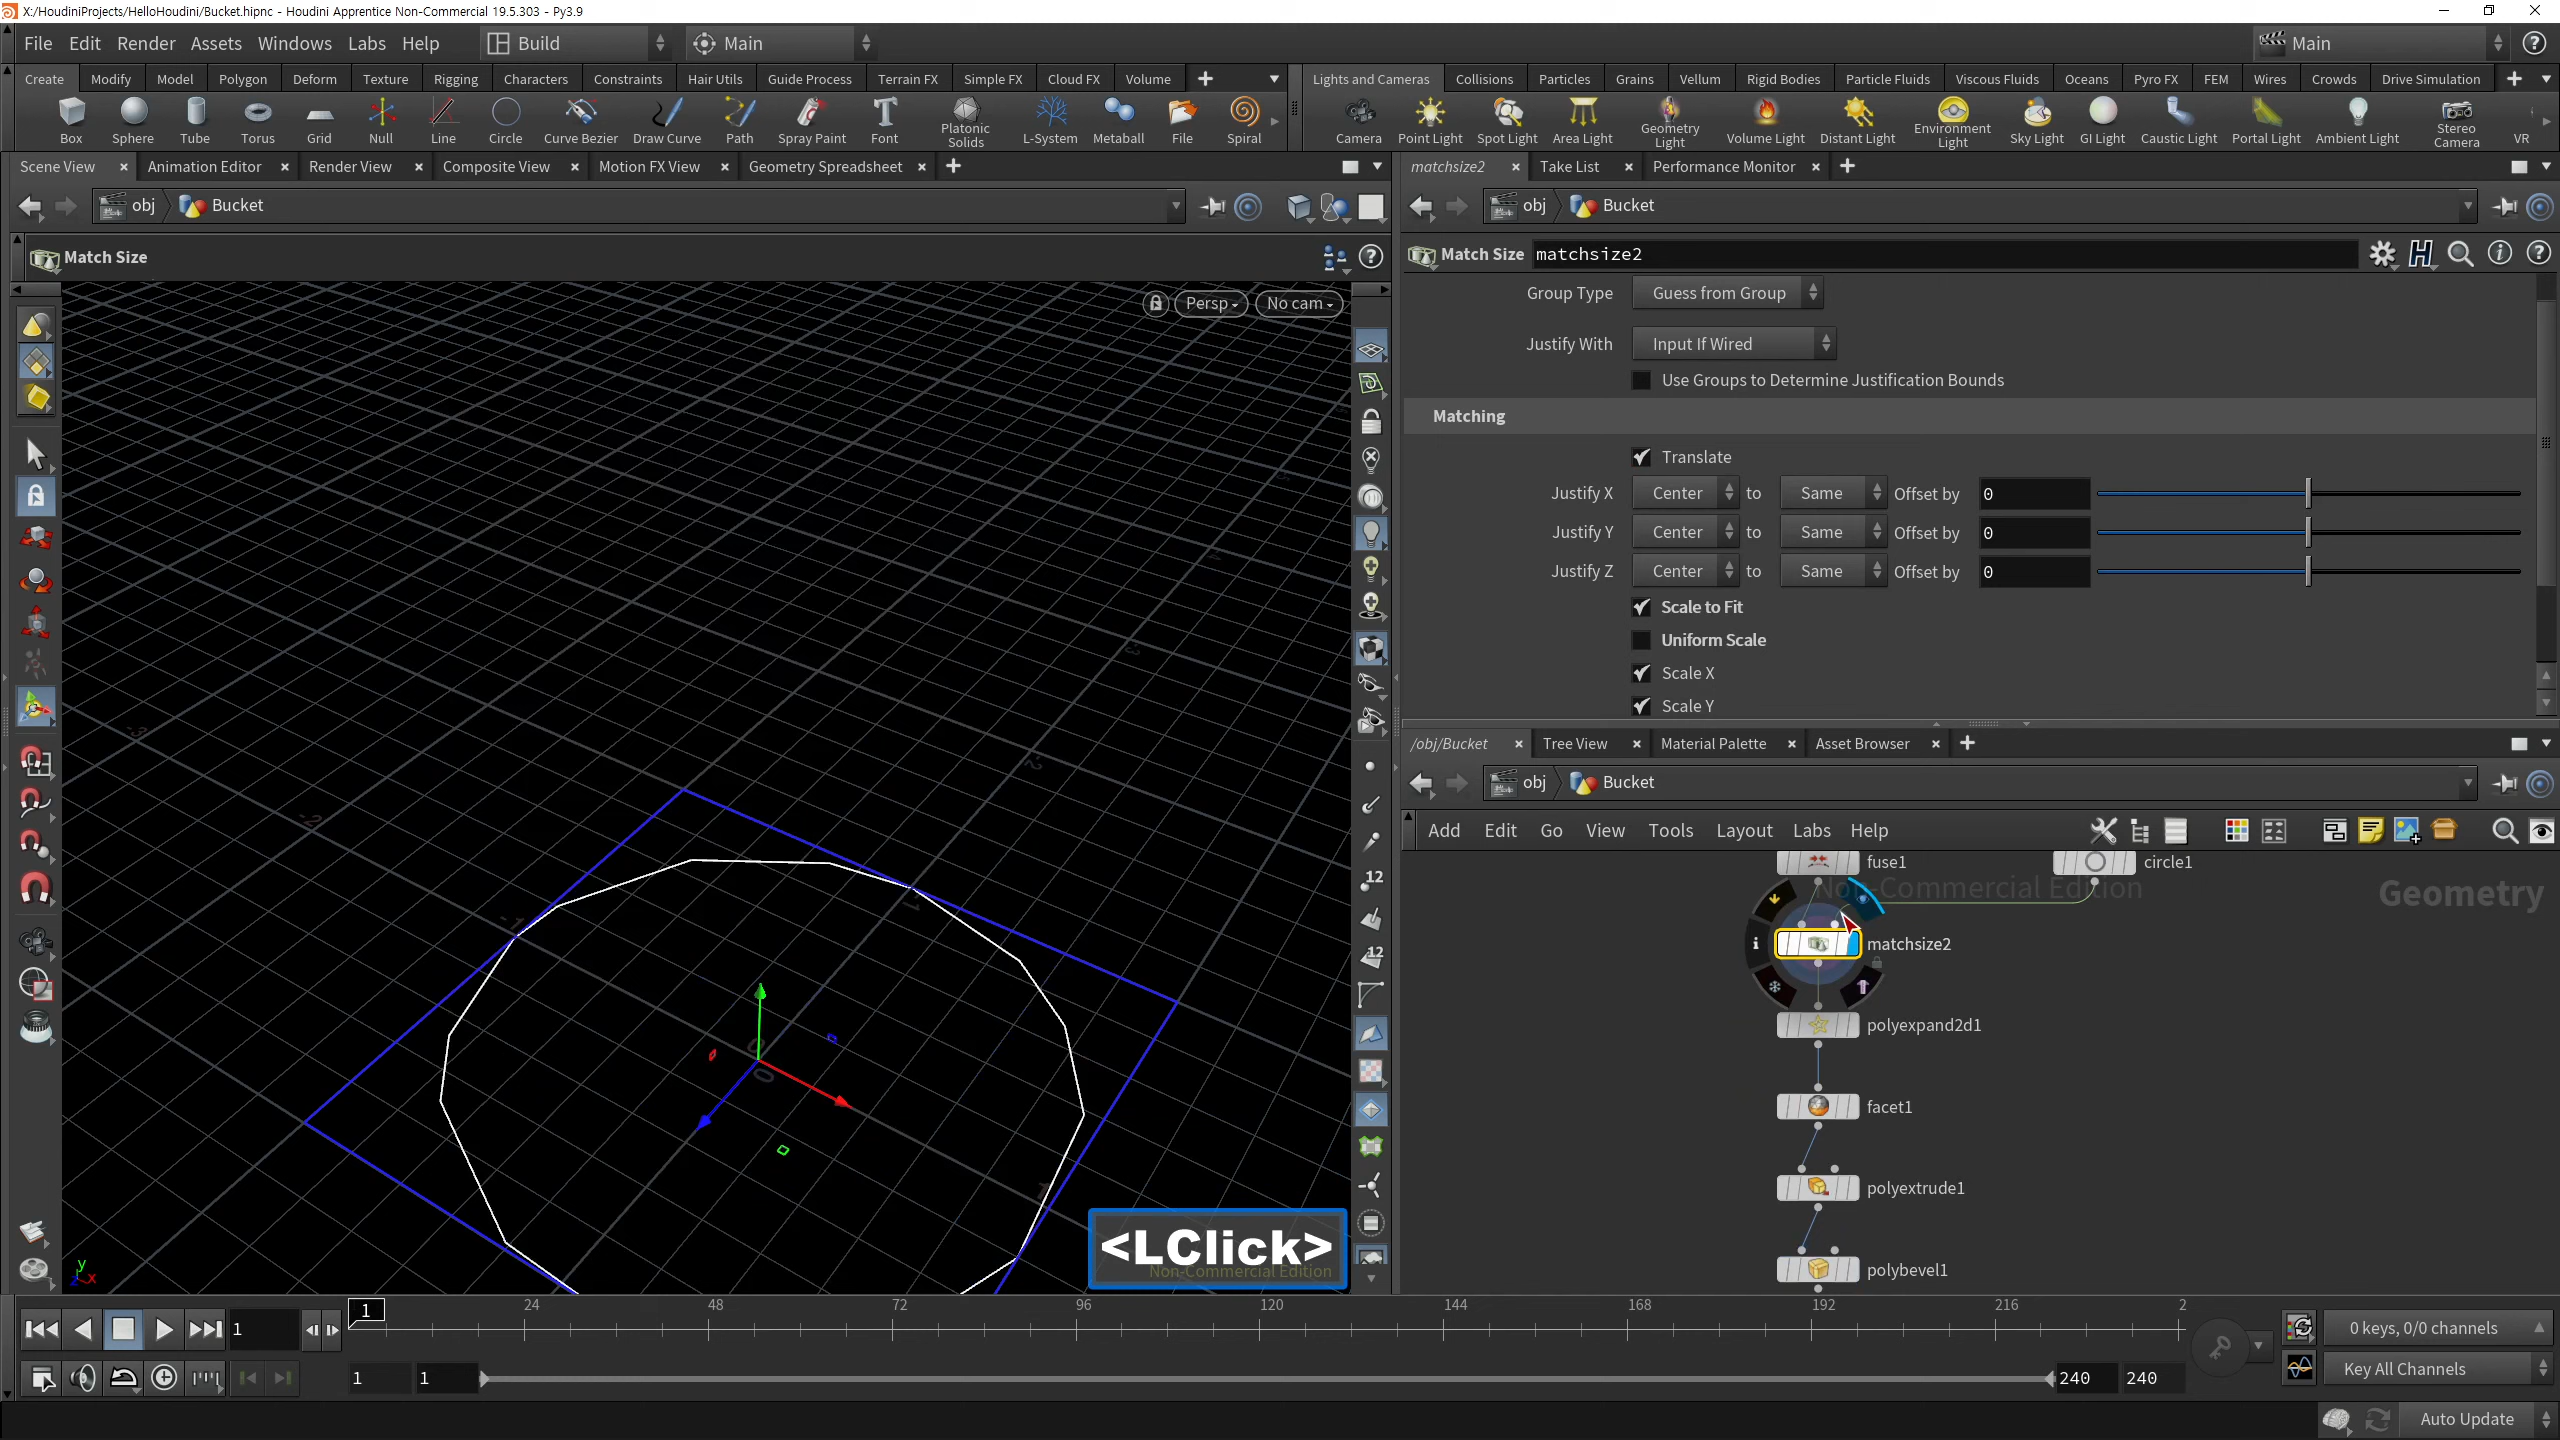 X:/HoudiniProjects/HelloHoudini/Bucket.hipnc - Houdini Apprentice Non-Commercial 19.5.303 - Py3.9
File Edit Render Assets Windows Labs Help Build Main Main
Create Modify Model Polygon Deform Texture Rigging Characters Constraints Hair Utils Guide Process Terrain FX Simple FX Cloud FX Volume
Lights and Cameras Collisions Particles Grains Vellum Rigid Bodies Particle Fluids Viscous Fluids Oceans Pyro FX FEM Wires Crowds Drive Simulation
Box Sphere Tube Torus Grid Null Line Circle Curve Bezier Draw Curve Path Spray Paint Font Platonic Solids L-System Metaball File Spiral
Camera Point Light Spot Light Area Light Geometry Light Volume Light Distant Light Environment Light Sky Light GI Light Caustic Light Portal Light Ambient Light Stereo Camera VR
Scene View Animation Editor Render View Composite View Motion FX View Geometry Spreadsheet
matchsize2 Take List Performance Monitor
obj Bucket
obj Bucket
Match Size
Match Size matchsize2
Persp No cam
Group Type Guess from Group
Justify With Input If Wired
Use Groups to Determine Justification Bounds
Matching
Translate
Justify X Center to Same Offset by 0
Justify Y Center to Same Offset by 0
Justify Z Center to Same Offset by 0
Scale to Fit
Uniform Scale
Scale X
Scale Y
/obj/Bucket Tree View Material Palette Asset Browser
obj Bucket
Add Edit Go View Tools Layout Labs Help
fuse1 circle1
Non-Commercial Edition
Geometry
matchsize2
polyexpand2d1
facet1
polyextrude1
polybevel1
-2
-1
0
0
12
12
<LClick>
Non-Commercial Edition
y
x
z
1 24 48 72 96 120 144 168 192 216 2
1
0 keys, 0/0 channels
1 1 240 240
Key All Channels
Auto Update